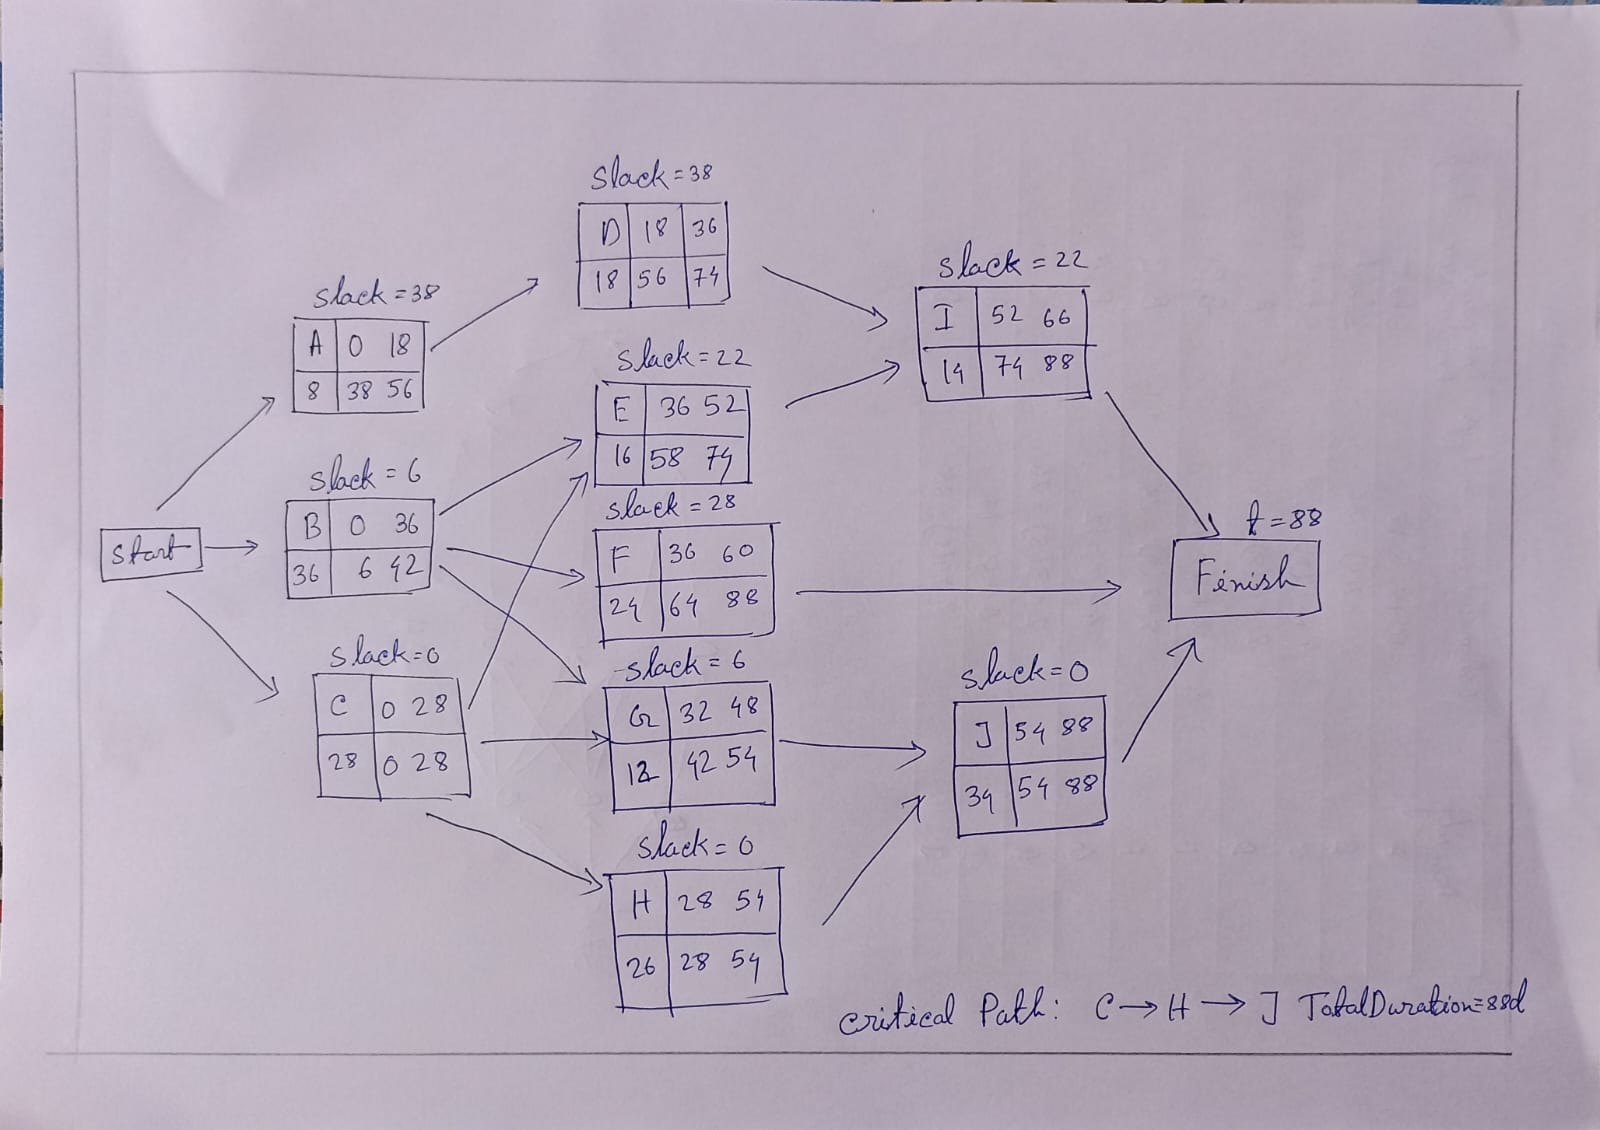 Slack = 38
D 18 36
18 56 74
Slack = 22
I 52 66
14 74 88
Slack = 38
A 0 18
8 38 56
Slack = 22
E 36 52
16 58 74
Slack = 6
B 0 36
36 6 42
Start
Slack = 28
F 36 60
24 64 88
t = 88
Finish
Slack = 0
C 0 28
28 0 28
Slack = 6
G 32 48
12 42 54
Slack = 0
J 54 88
34 54 88
Slack = 0
H 28 54
26 28 54
Critical Path: C → H → J Total Duration = 88d